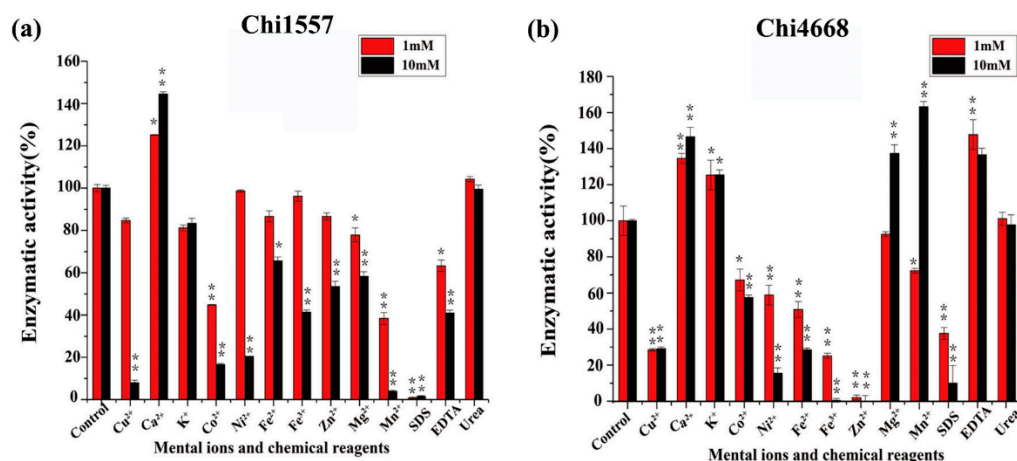 (a)
Chi1557
1mM
10mM
Enzymatic activity(%)
160
140
120
100
80
60
40
20
0
Control
Cu²⁺
Ca²⁺
K⁺
Co²⁺
Ni²⁺
Fe²⁺
Fe³⁺
Zn²⁺
Mg²⁺
Mn²⁺
SDS
EDTA
Urea
Mental ions and chemical reagents
(b)
Chi4668
1mM
10mM
Enzymatic activity(%)
180
160
140
120
100
80
60
40
20
0
Control
Cu²⁺
Ca²⁺
K⁺
Co²⁺
Ni²⁺
Fe²⁺
Fe³⁺
Zn²⁺
Mg²⁺
Mn²⁺
SDS
EDTA
Urea
Mental ions and chemical reagents